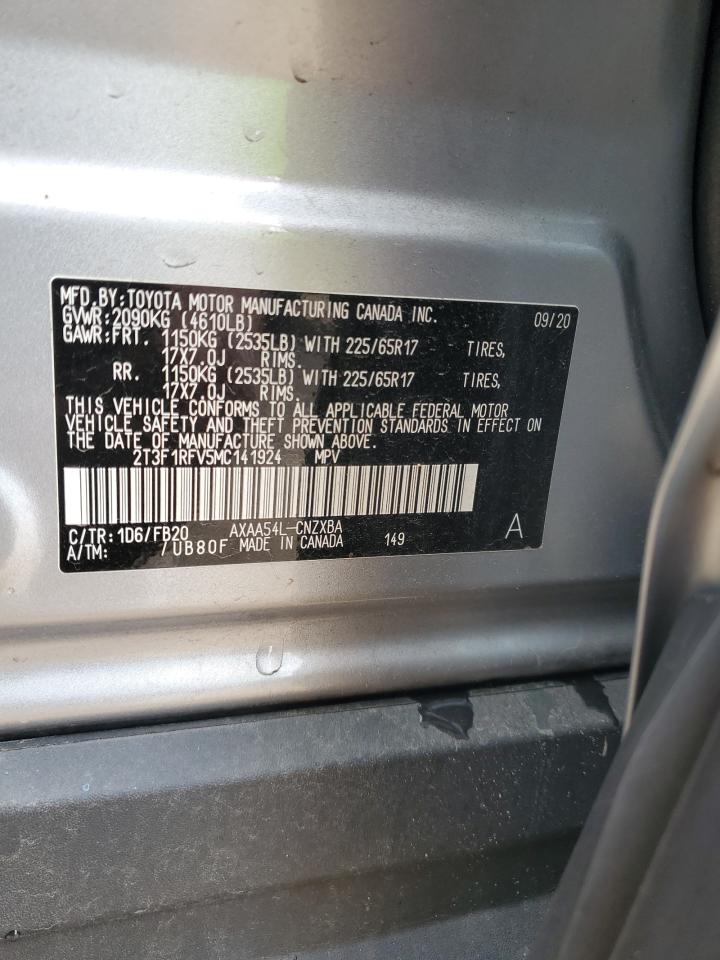 MFD.BY:TOYOTA MOTOR MANUFACTURING CANADA INC. 09/20
GVWR:2090KG (4610LB)
GAWR:FRT. 1150KG (2535LB) WITH 225/65R17 TIRES,
17X7.0J RIMS.
RR. 1150KG (2535LB) WITH 225/65R17 TIRES,
17X7.0J RIMS.
THIS VEHICLE CONFORMS TO ALL APPLICABLE FEDERAL MOTOR
VEHICLE SAFETY AND THEFT PREVENTION STANDARDS IN EFFECT ON
THE DATE OF MANUFACTURE SHOWN ABOVE.
2T3F1RFV5MC141924 MPV
C/TR:1D6/FB20 AXAA54L-CNZXBA A
A/TM: /UB80F MADE IN CANADA 149